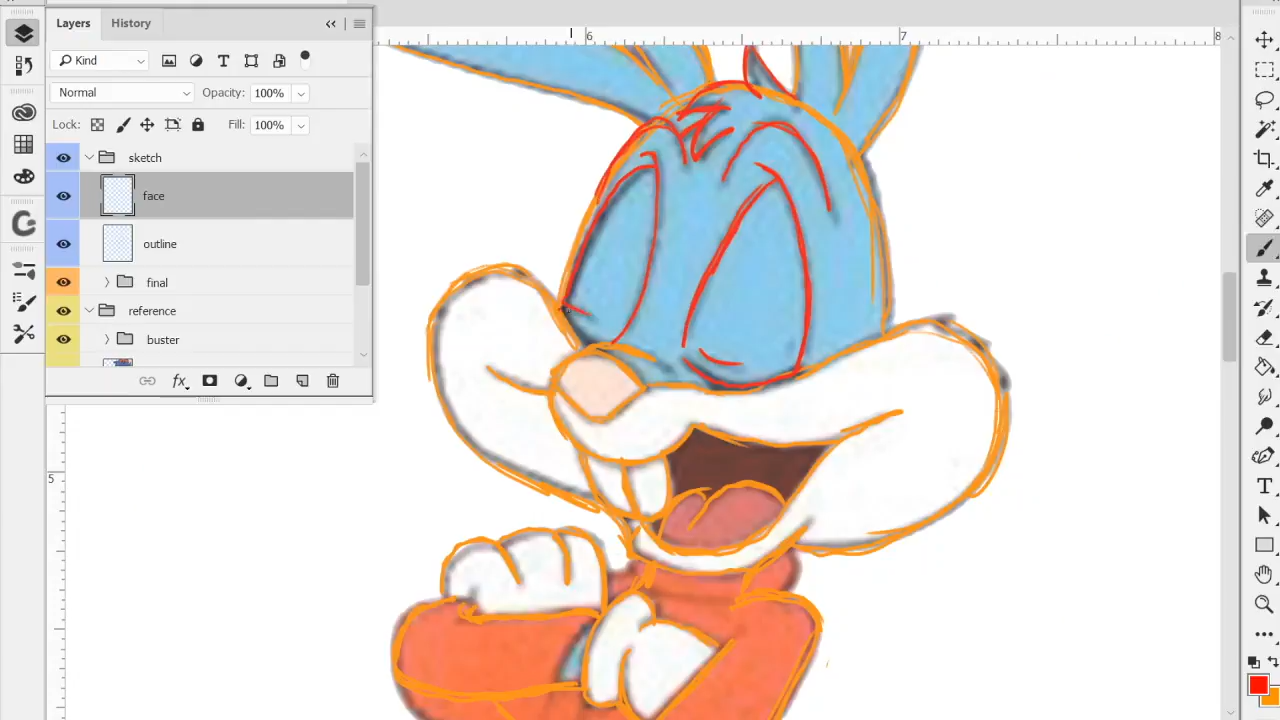 Layers History
Kind
Normal Opacity: 100%
Lock: Fill: 100%
sketch
face
outline
final
reference
buster
fx
6 7 8
5